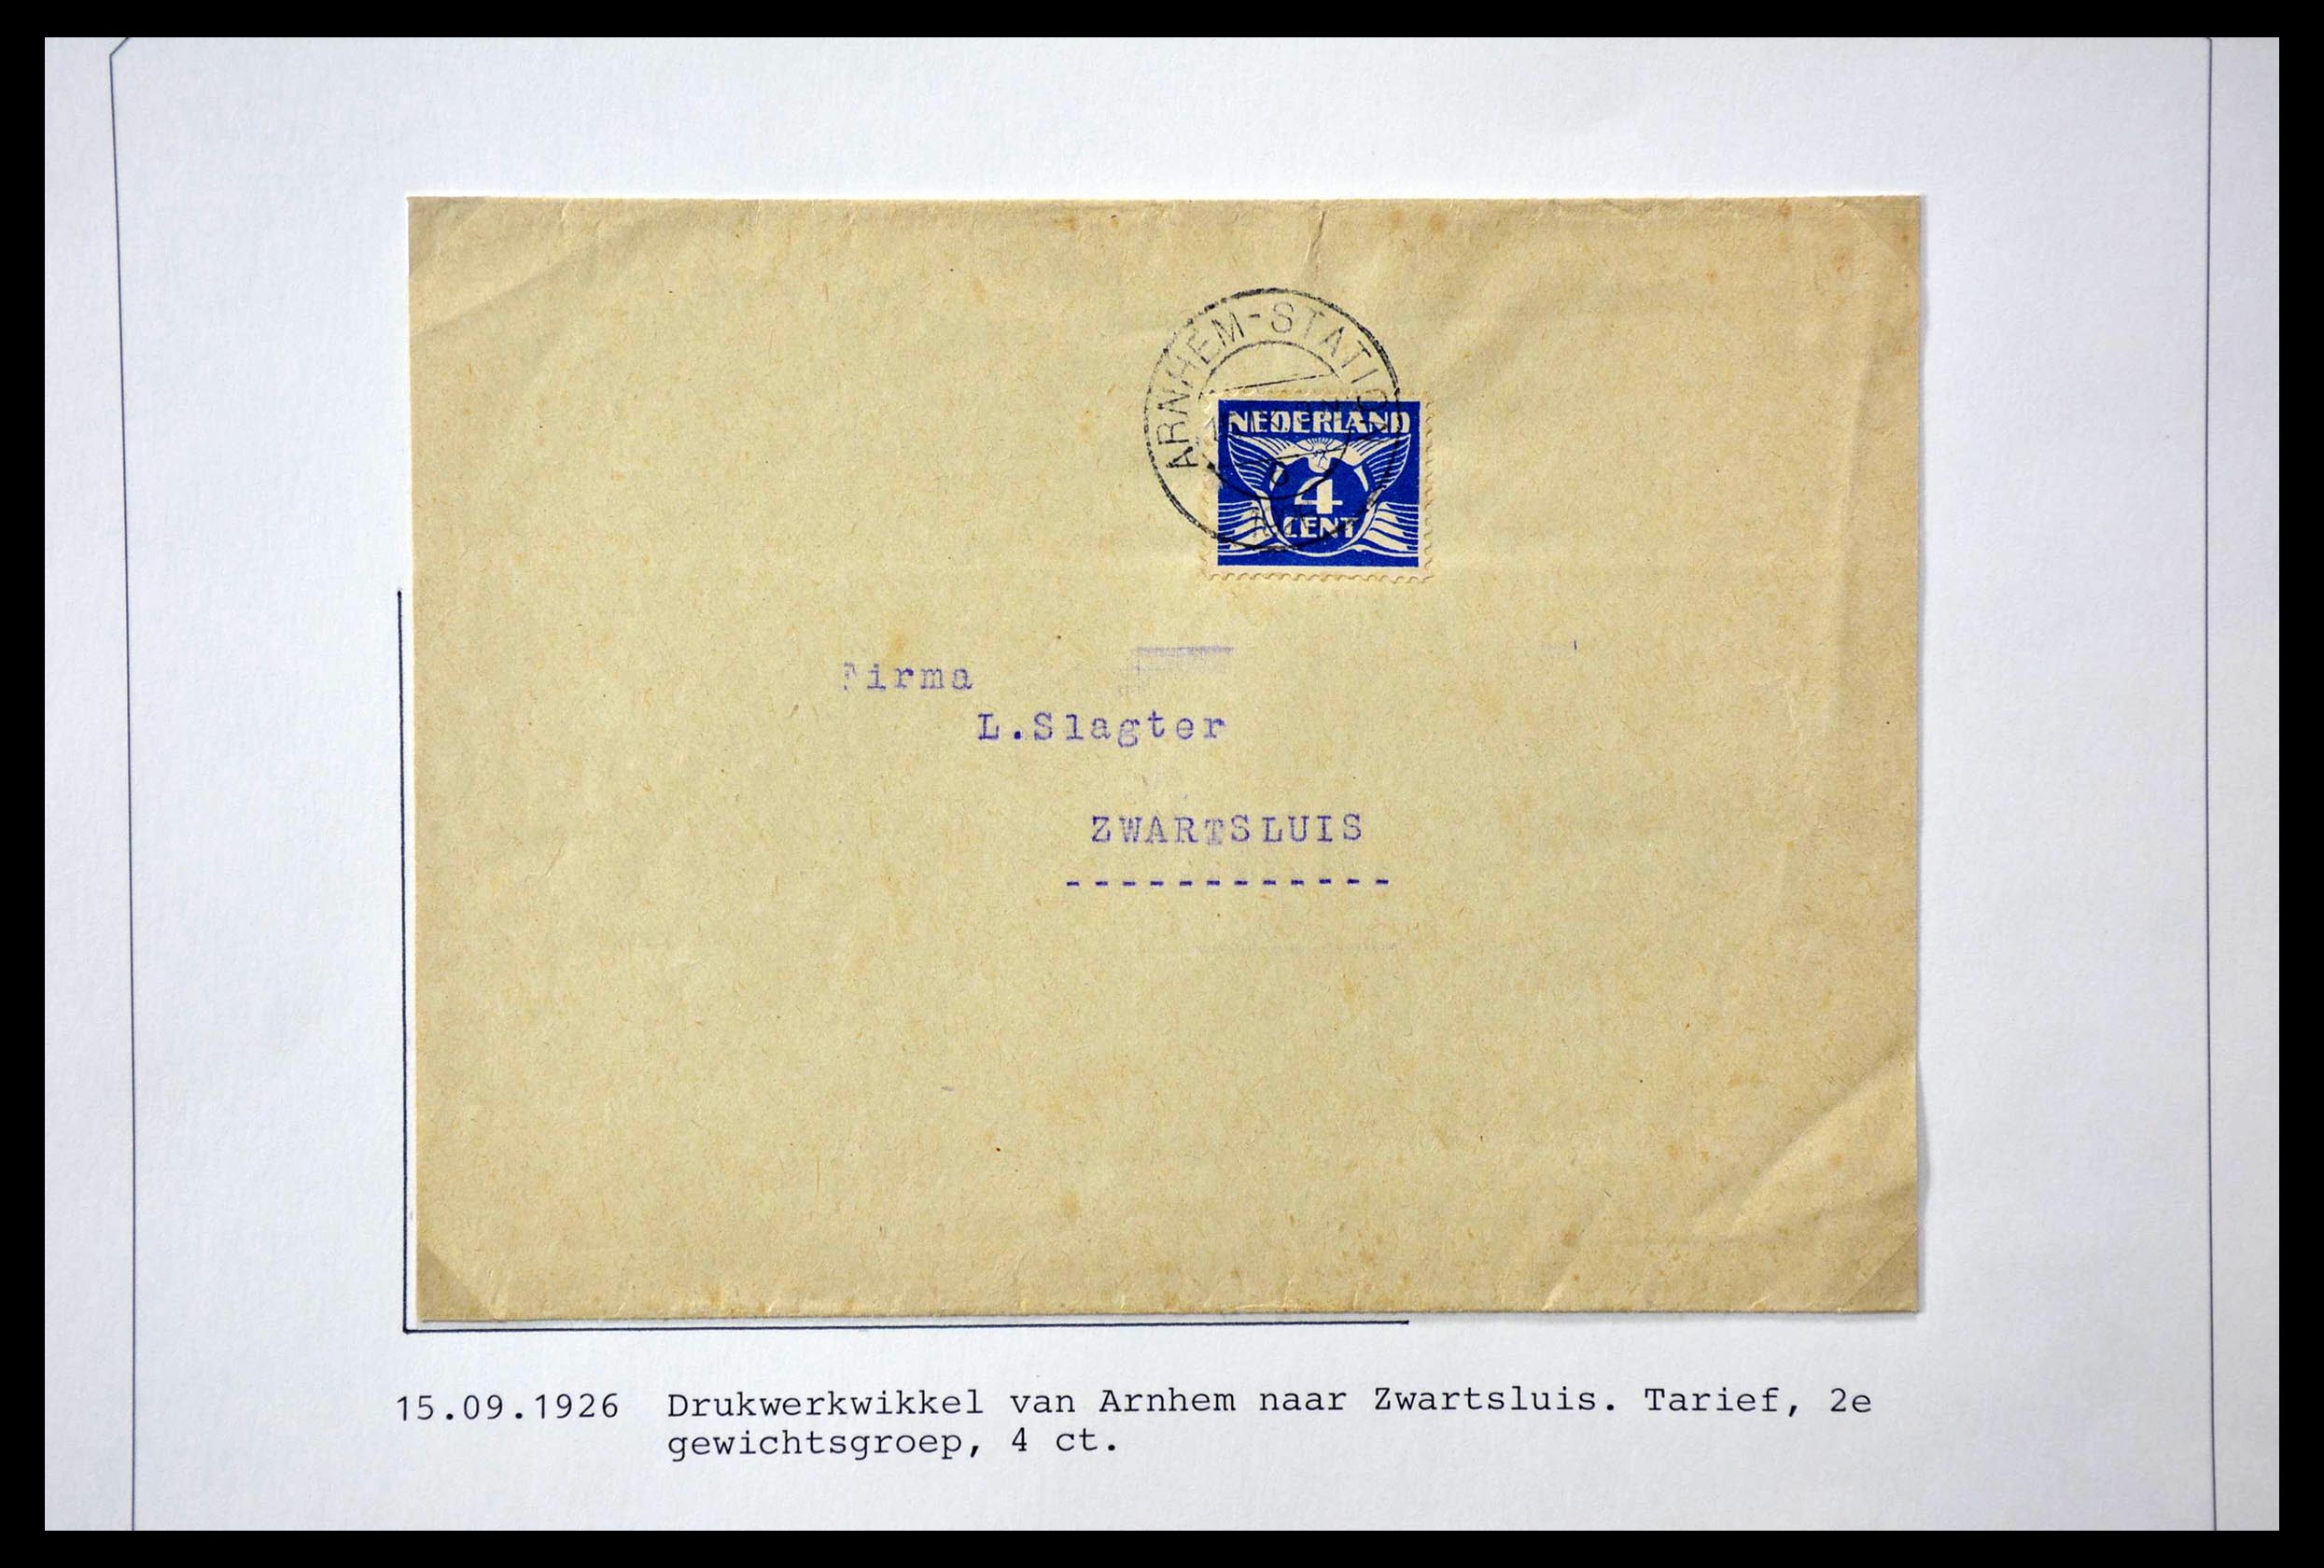 ARNHEM-STATION
NEDERLAND
4
CENT
Firma
L.Slagter
ZWARTSLUIS
------------
15.09.1926 Drukwerkwikkel van Arnhem naar Zwartsluis. Tarief, 2e
gewichtsgroep, 4 ct.